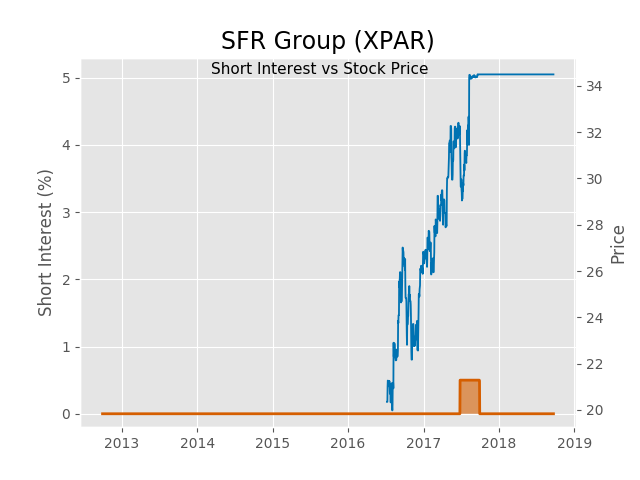 SFR Group (XPAR)
Short Interest vs Stock Price
Short Interest (%)
5
4
3
2
1
0
34
32
30
28
26
24
22
20
Price
2013 2014 2015 2016 2017 2018 2019